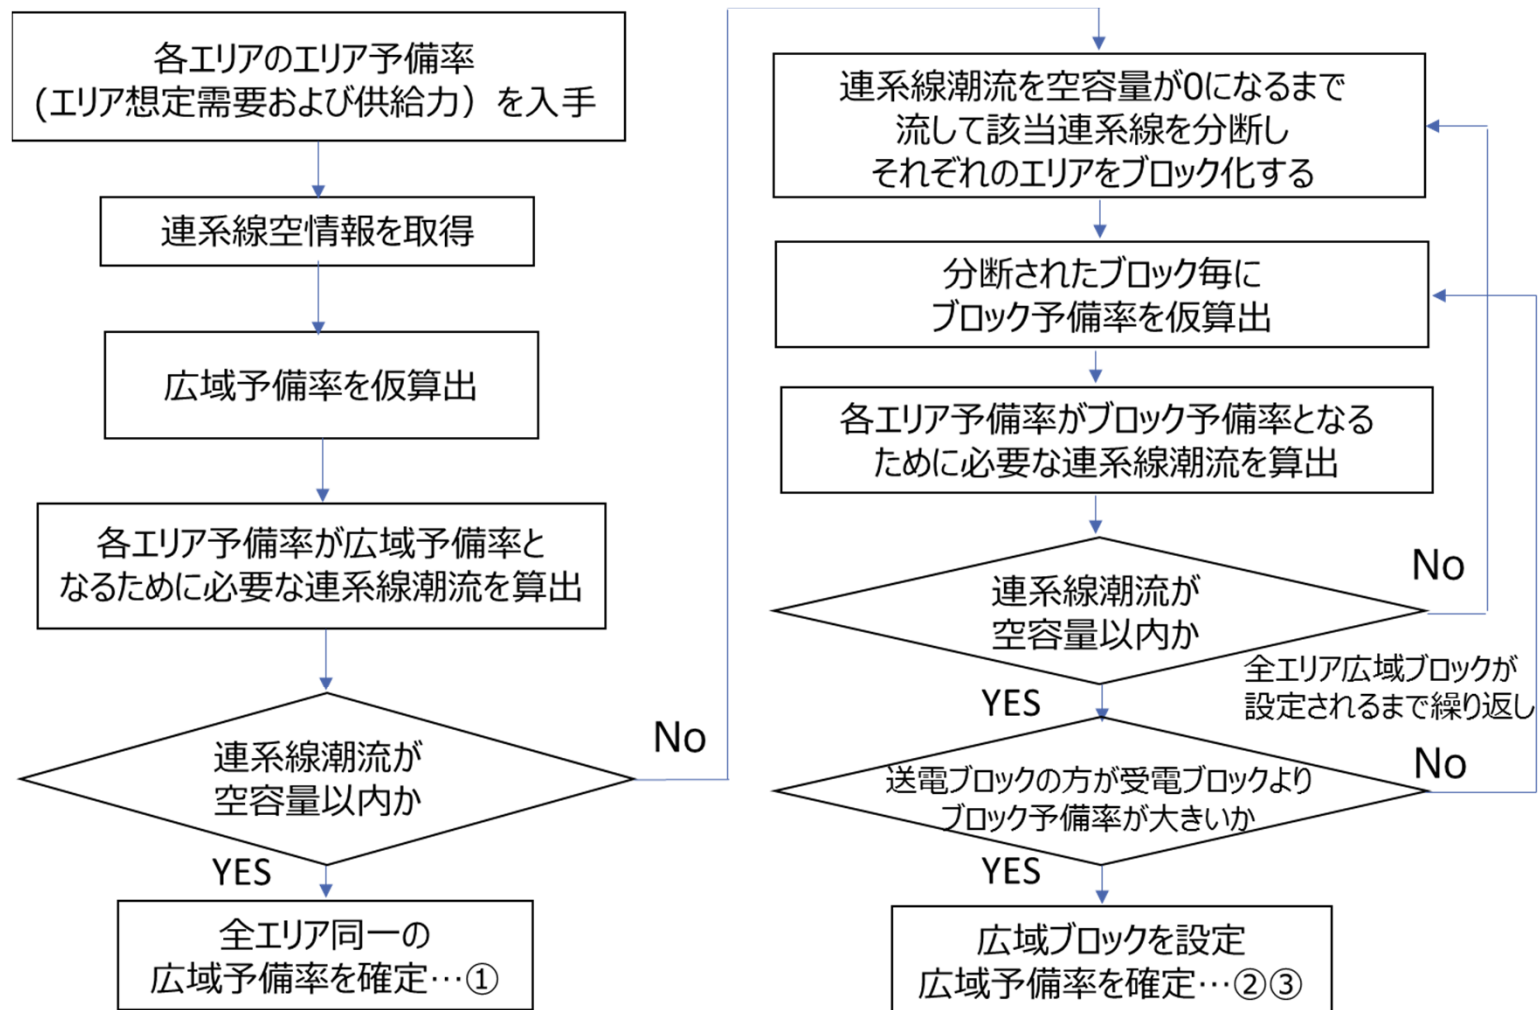 各エリアのエリア予備率
(エリア想定需要および供給力）を入手
連系線空情報を取得
広域予備率を仮算出
各エリア予備率が広域予備率と
なるために必要な連系線潮流を算出
連系線潮流が
空容量以内か
No
YES
全エリア同一の
広域予備率を確定…①
連系線潮流を空容量が0になるまで
流して該当連系線を分断し
それぞれのエリアをブロック化する
分断されたブロック毎に
ブロック予備率を仮算出
各エリア予備率がブロック予備率となる
ために必要な連系線潮流を算出
連系線潮流が
空容量以内か
No
YES
全エリア広域ブロックが
設定されるまで繰り返し
送電ブロックの方が受電ブロックより
ブロック予備率が大きいか
No
YES
広域ブロックを設定
広域予備率を確定…②③